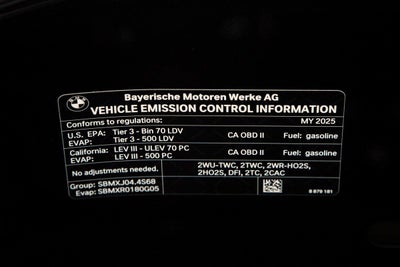 BMW
Bayerische Motoren Werke AG
VEHICLE EMISSION CONTROL INFORMATION
Conforms to regulations: MY 2025
U.S. EPA: Tier 3 - Bin 70 LDV CA OBD II Fuel: gasoline
EVAP: Tier 3 - 500 LDV
California: LEV III - ULEV 70 PC CA OBD II Fuel: gasoline
EVAP: LEV III - 500 PC
No adjustments needed. 2WU-TWC, 2TWC, 2WR-HO2S,
2HO2S, DFI, 2TC, 2CAC
Group: SBMXJ04.4S68
Evap: SBMXR0180G05
8 879 181